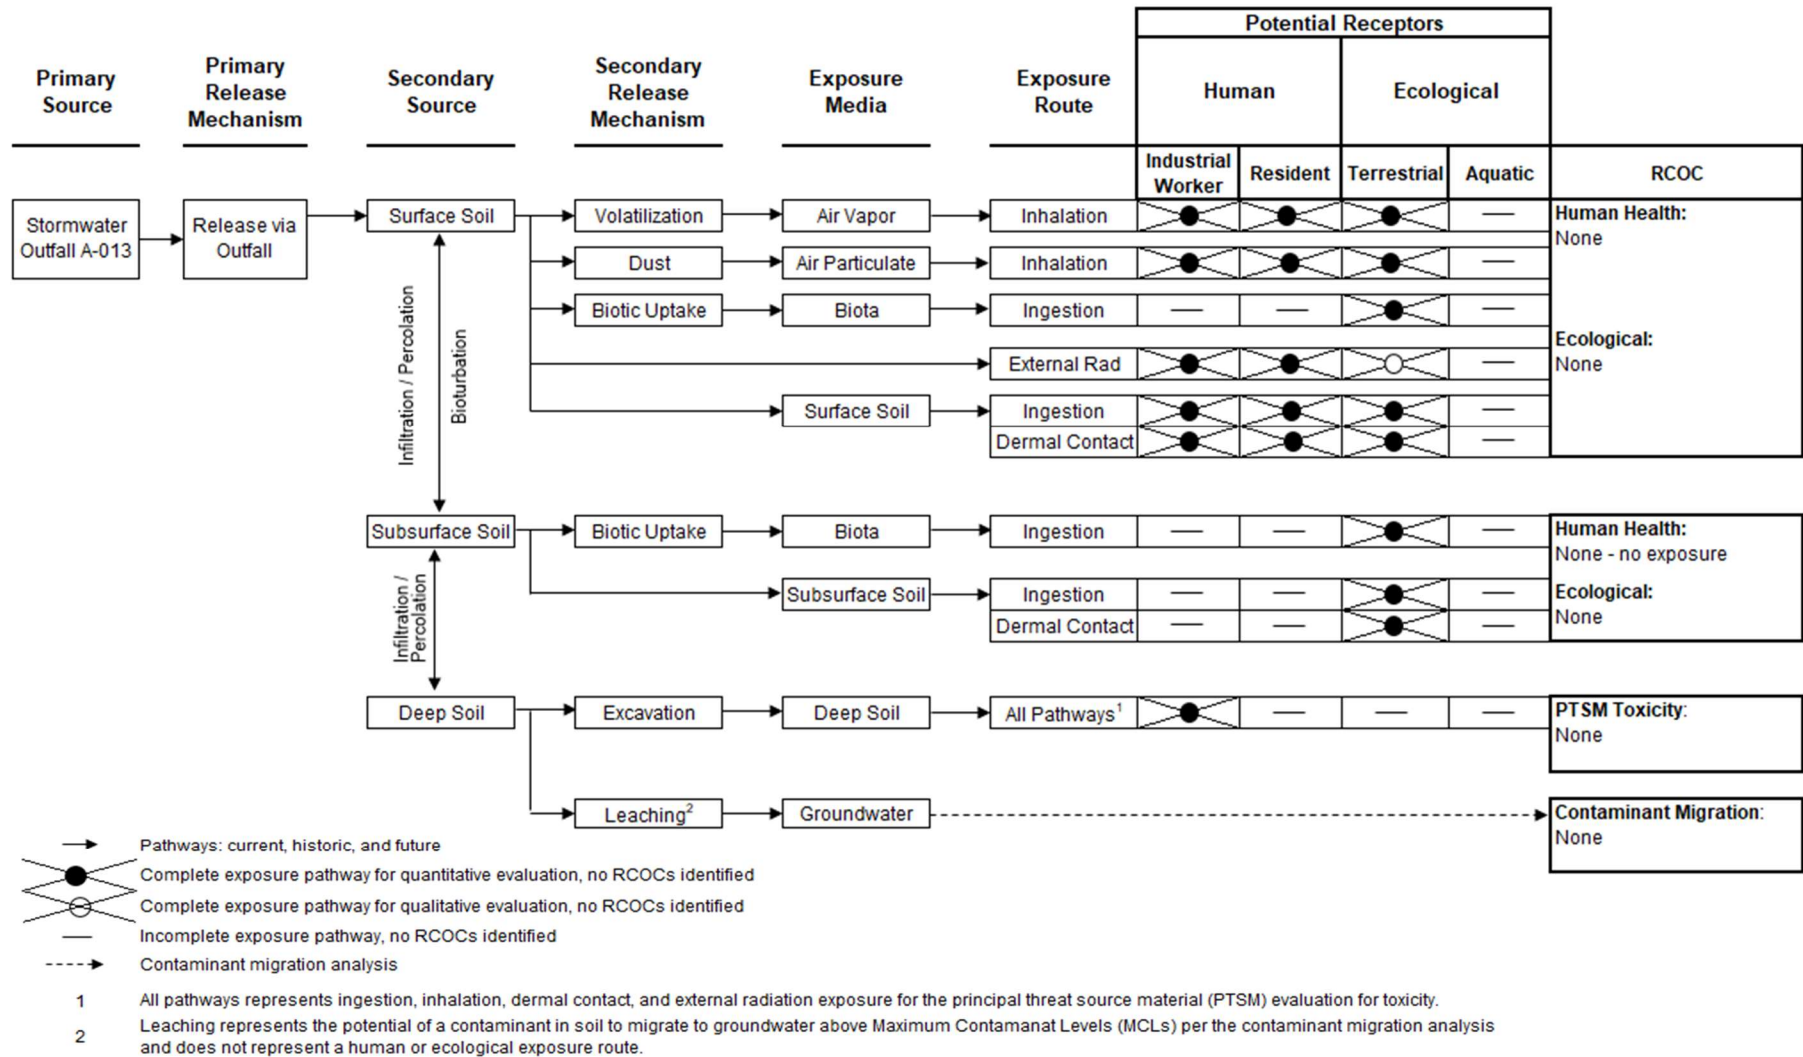 Potential Receptors
Primary
Source
Primary
Release
Mechanism
Secondary
Source
Secondary
Release
Mechanism
Exposure
Media
Exposure
Route
Human
Ecological
Industrial
Worker
Resident
Terrestrial
Aquatic
RCOC
Stormwater
Outfall A-013
Release via
Outfall
Surface Soil
Volatilization
Air Vapor
Inhalation
Human Health:
None
Dust
Air Particulate
Inhalation
Biotic Uptake
Biota
Ingestion
Ecological:
None
External Rad
Surface Soil
Ingestion
Dermal Contact
Infiltration / Percolation
Bioturbation
Subsurface Soil
Biotic Uptake
Biota
Ingestion
Human Health:
None - no exposure
Subsurface Soil
Ingestion
Dermal Contact
Ecological:
None
Infiltration /
Percolation
Deep Soil
Excavation
Deep Soil
All Pathways1
PTSM Toxicity:
None
Leaching2
Groundwater
Contaminant Migration:
None
Pathways: current, historic, and future
Complete exposure pathway for quantitative evaluation, no RCOCs identified
Complete exposure pathway for qualitative evaluation, no RCOCs identified
Incomplete exposure pathway, no RCOCs identified
Contaminant migration analysis
1 All pathways represents ingestion, inhalation, dermal contact, and external radiation exposure for the principal threat source material (PTSM) evaluation for toxicity.
2 Leaching represents the potential of a contaminant in soil to migrate to groundwater above Maximum Contamanat Levels (MCLs) per the contaminant migration analysis
and does not represent a human or ecological exposure route.